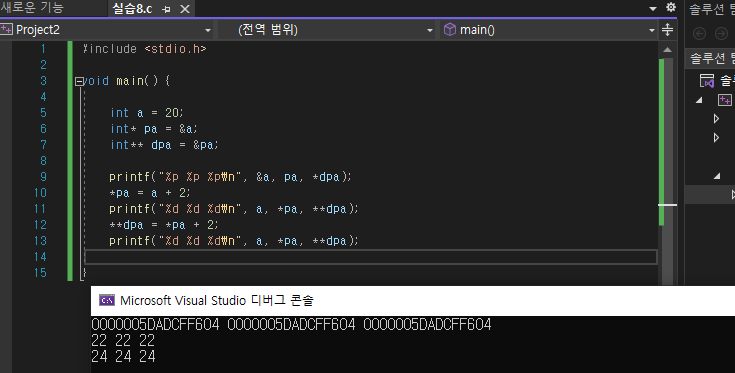 새로운 기능 실습8.c 솔루션 탐
Project2 (전역 범위) main()
솔루션 탐
1 %include <stdio.h> 솔
2
3 void main() {
4
5 int a = 20;
6 int* pa = &a;
7 int** dpa = &pa;
8
9 printf("%p %p %p₩n", &a, pa, *dpa);
10 *pa = a + 2;
11 printf("%d %d %d₩n", a, *pa, **dpa);
12 **dpa = *pa + 2;
13 printf("%d %d %d₩n", a, *pa, **dpa);
14
15 }
Microsoft Visual Studio 디버그 콘솔
0000005DADCFF604 0000005DADCFF604 0000005DADCFF604
22 22 22
24 24 24